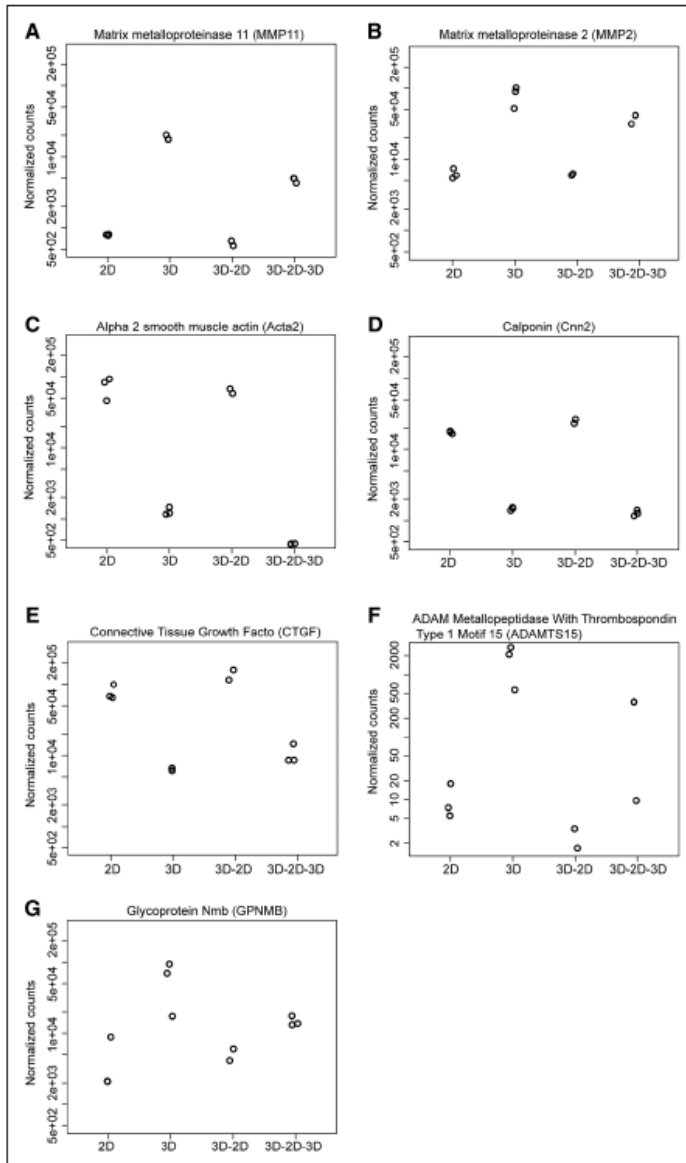 A
Matrix metalloproteinase 11 (MMP11)
Normalized counts
2e+05
5e+04
1e+04
2e+03
5e+02
2D 3D 3D-2D 3D-2D-3D
B
Matrix metalloproteinase 2 (MMP2)
Normalized counts
2e+05
5e+04
1e+04
2e+03
5e+02
2D 3D 3D-2D 3D-2D-3D
C
Alpha 2 smooth muscle actin (Acta2)
Normalized counts
2e+05
5e+04
1e+04
2e+03
5e+02
2D 3D 3D-2D 3D-2D-3D
D
Calponin (Cnn2)
Normalized counts
2e+05
5e+04
1e+04
2e+03
5e+02
2D 3D 3D-2D 3D-2D-3D
E
Connective Tissue Growth Facto (CTGF)
Normalized counts
2e+05
5e+04
1e+04
2e+03
5e+02
2D 3D 3D-2D 3D-2D-3D
F
ADAM Metallopeptidase With Thrombospondin
Type 1 Motif 15 (ADAMTS15)
Normalized counts
2000
500
200
50
20
10
5
2
2D 3D 3D-2D 3D-2D-3D
G
Glycoprotein Nmb (GPNMB)
Normalized counts
2e+05
5e+04
1e+04
2e+03
5e+02
2D 3D 3D-2D 3D-2D-3D